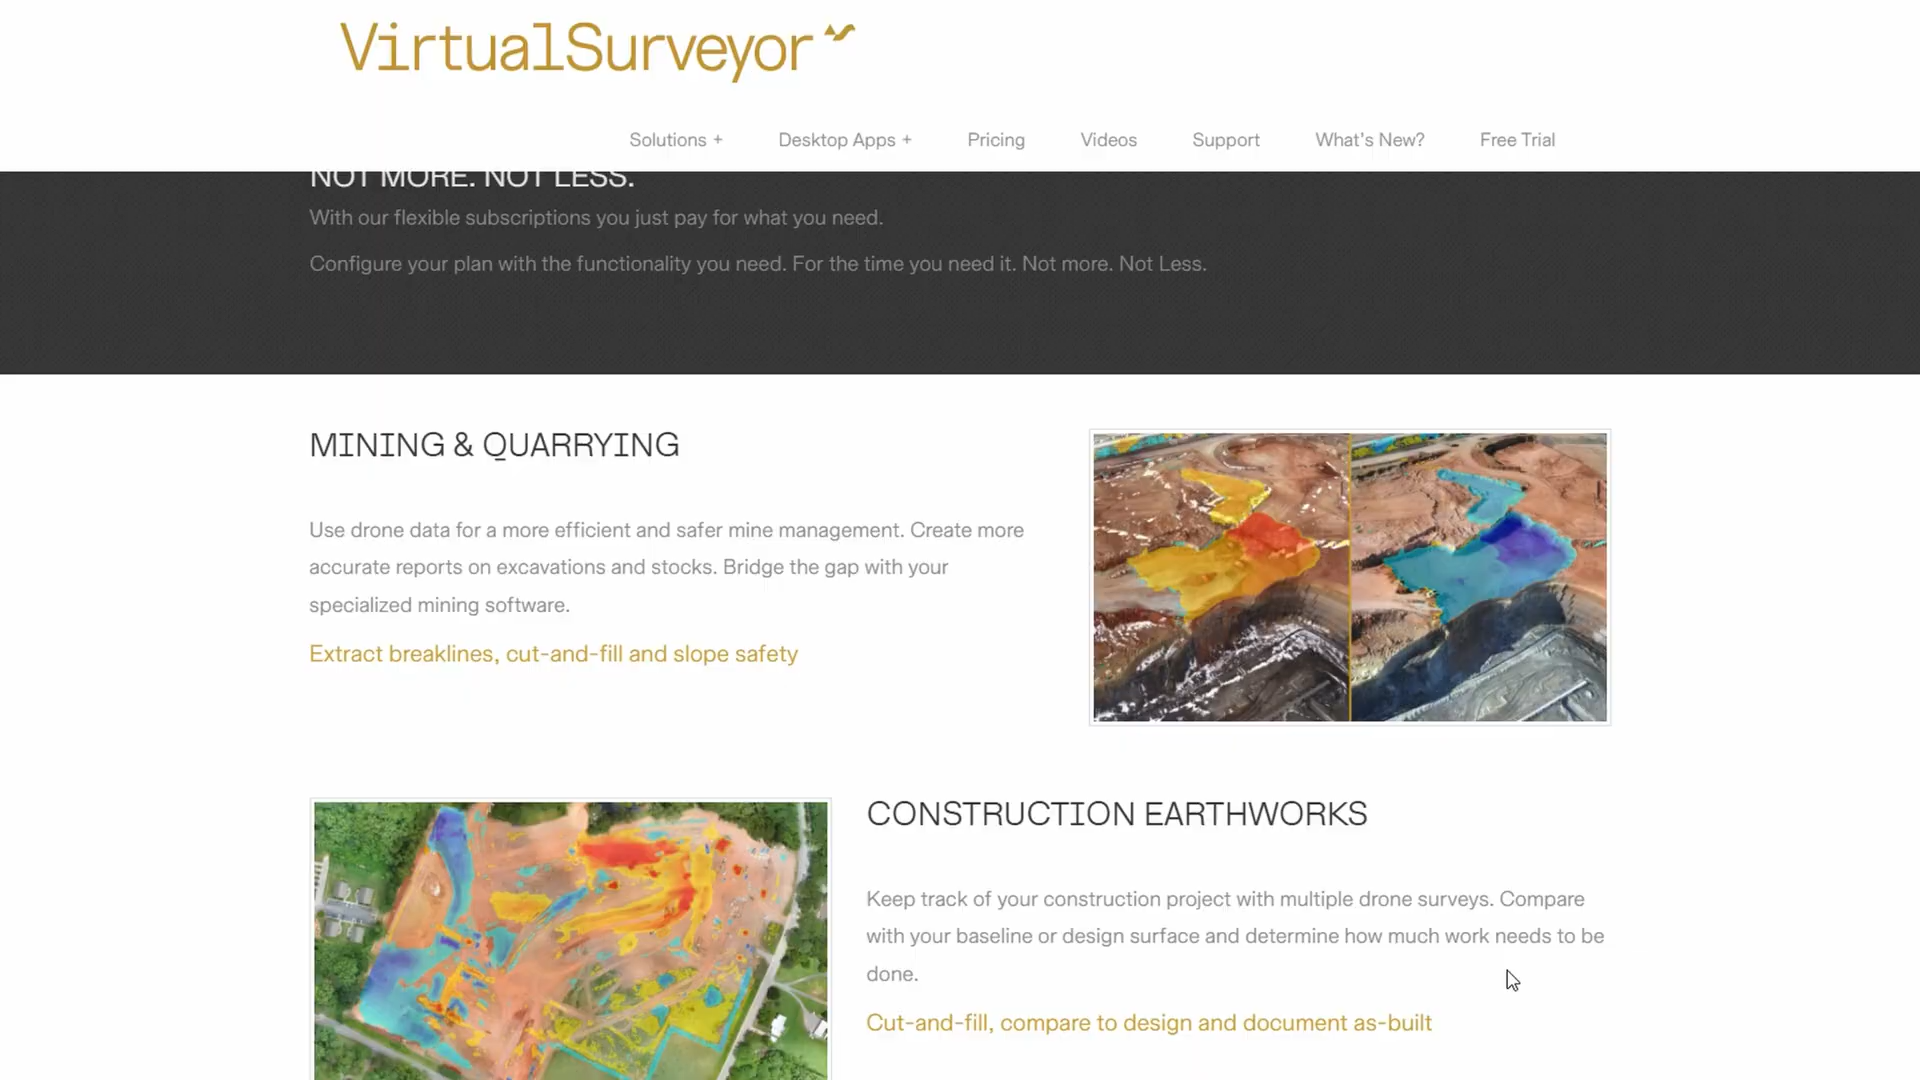 VirtualSurveyor
Solutions + Desktop Apps + Pricing Videos Support What's New? Free Trial
NOT MORE. NOT LESS.
With our flexible subscriptions you just pay for what you need.
Configure your plan with the functionality you need. For the time you need it. Not more. Not Less.
MINING & QUARRYING
Use drone data for a more efficient and safer mine management. Create more
accurate reports on excavations and stocks. Bridge the gap with your
specialized mining software.
Extract breaklines, cut-and-fill and slope safety
CONSTRUCTION EARTHWORKS
Keep track of your construction project with multiple drone surveys. Compare
with your baseline or design surface and determine how much work needs to be
done.
Cut-and-fill, compare to design and document as-built